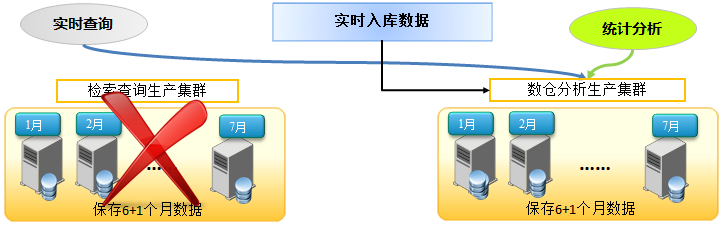 实时查询
实时入库数据
统计分析
检索查询生产集群
数仓分析生产集群
1月
2月
7月
......
保存6+1个月数据
1月
2月
7月
......
保存6+1个月数据